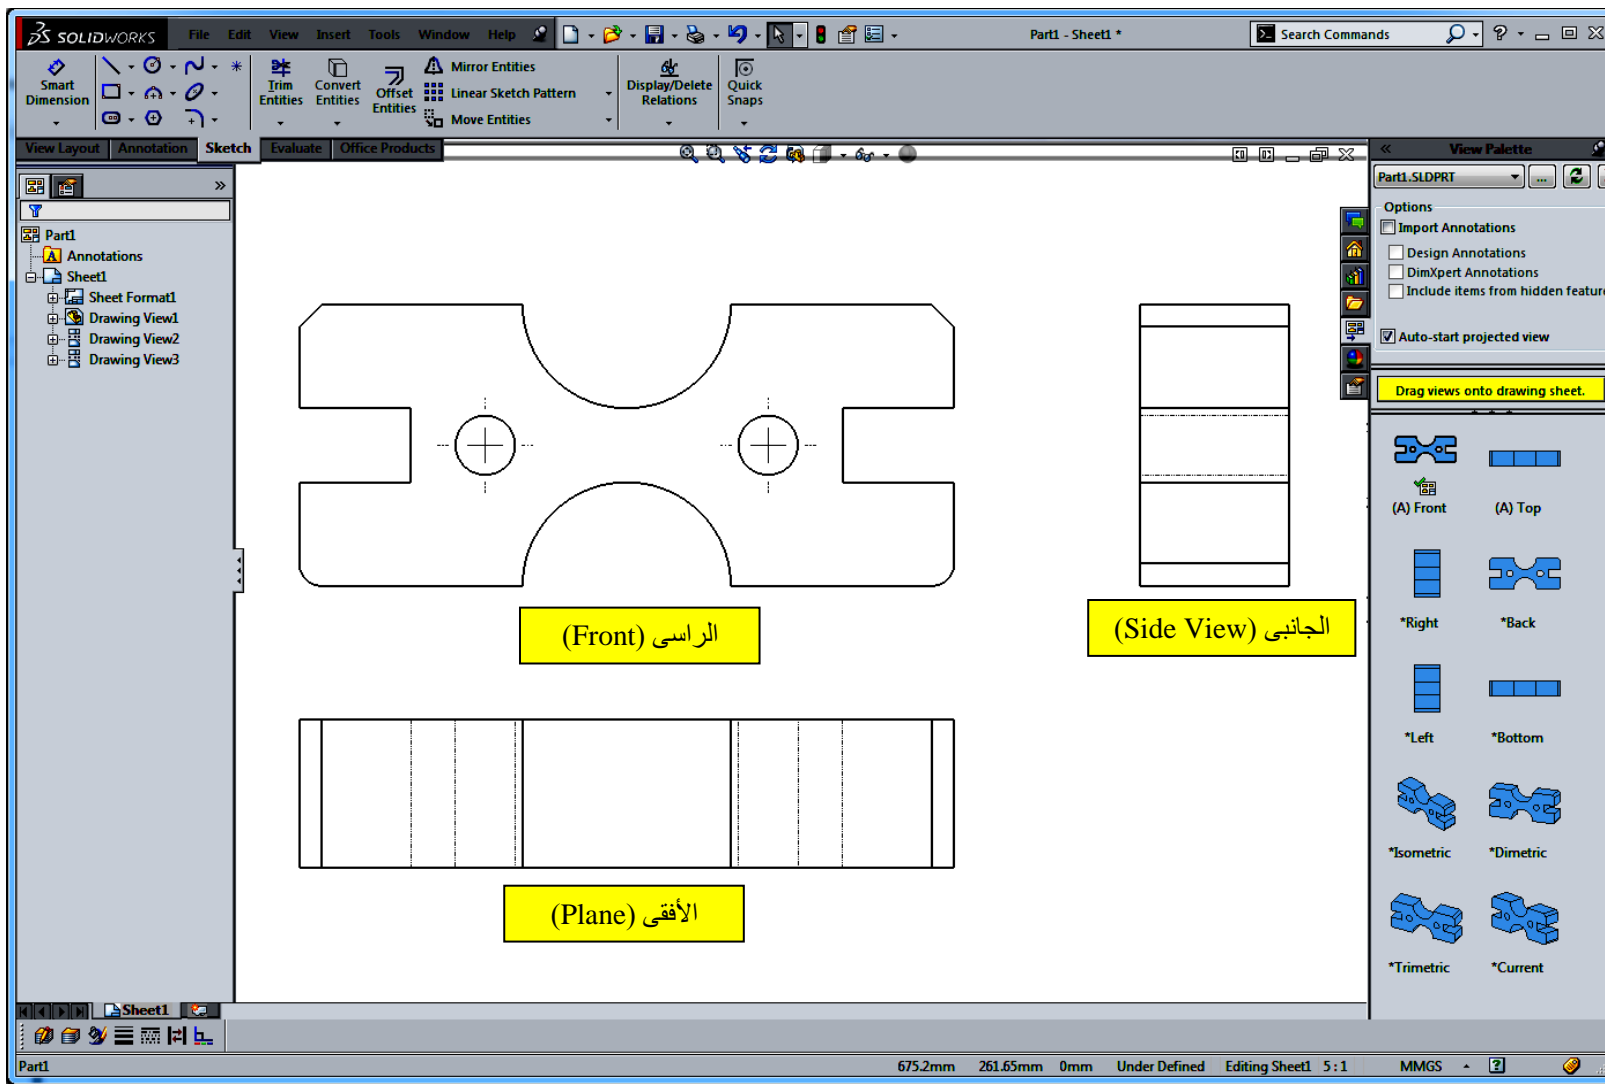 SOLIDWORKS File Edit View Insert Tools Window Help Part1 - Sheet1 * Search Commands
Smart Dimension
Trim Entities
Convert Entities
Offset Entities
Mirror Entities
Linear Sketch Pattern
Move Entities
Display/Delete Relations
Quick Snaps
View Layout Annotation Sketch Evaluate Office Products
Part1
Annotations
Sheet1
Sheet Format1
Drawing View1
Drawing View2
Drawing View3
الراسى (Front)
الجانبى (Side View)
الأفقى (Plane)
View Palette
Part1.SLDPRT ...
Options
Import Annotations
Design Annotations
DimXpert Annotations
Include items from hidden feature
Auto-start projected view
Drag views onto drawing sheet.
(A) Front (A) Top
*Right *Back
*Left *Bottom
*Isometric *Dimetric
*Trimetric *Current
Sheet1
Part1 675.2mm 261.65mm 0mm Under Defined Editing Sheet1 5 : 1 MMGS